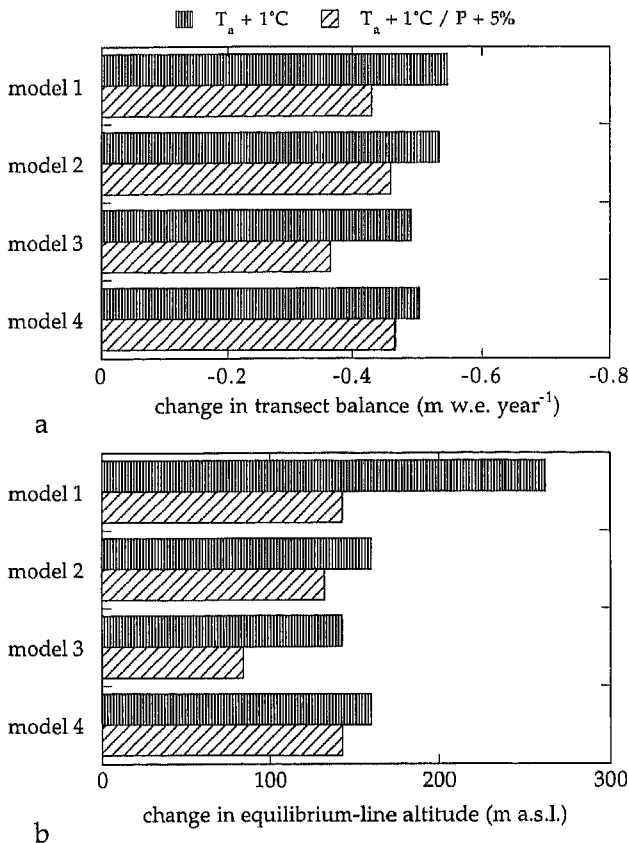 Tₐ + 1°C Tₐ + 1°C / P + 5%
model 1
model 2
model 3
model 4
0 -0.2 -0.4 -0.6 -0.8
change in transect balance (m w.e. year⁻¹)
a
model 1
model 2
model 3
model 4
0 100 200 300
change in equilibrium-line altitude (m a.s.l.)
b